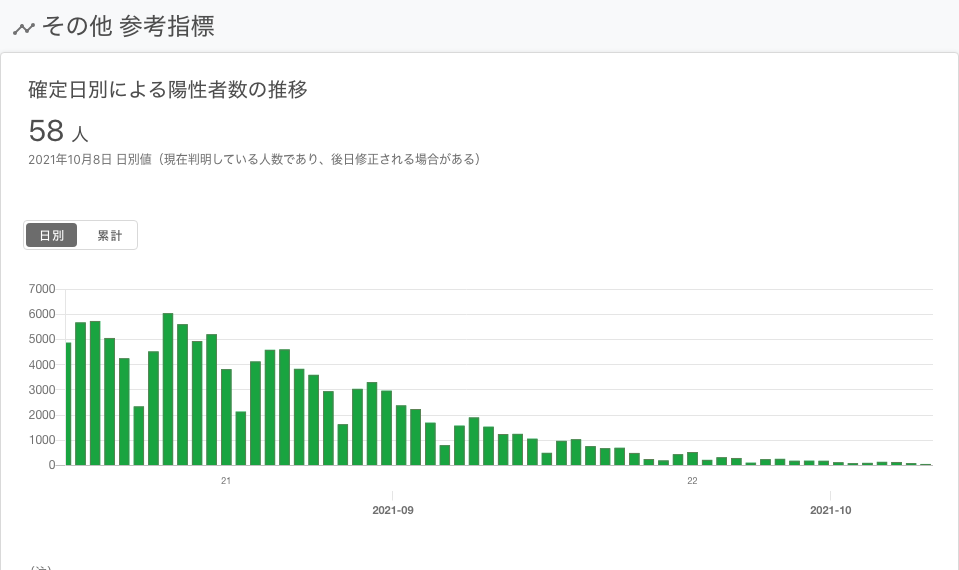 その他 参考指標
確定日別による陽性者数の推移
58 人
2021年10月8日 日別値（現在判明している人数であり、後日修正される場合がある）
日別 累計
7000
6000
5000
4000
3000
2000
1000
0
21 22
2021-09 2021-10